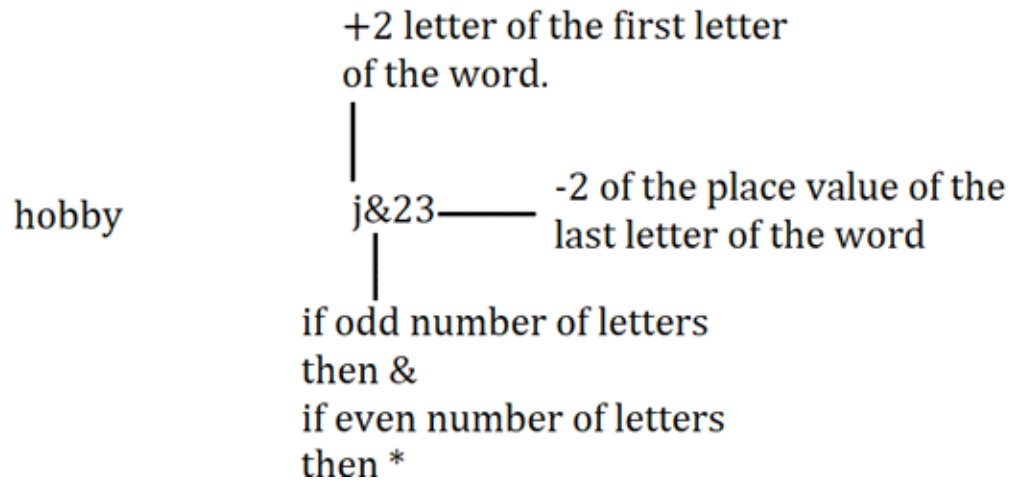 +2 letter of the first letter
of the word.
hobby
j&23
-2 of the place value of the
last letter of the word
if odd number of letters
then &
if even number of letters
then *